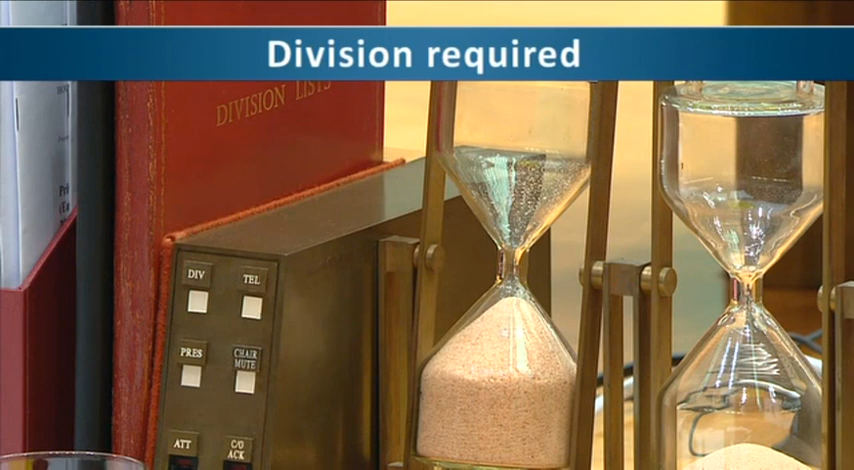 Division required
DIVISION LISTS
DIV
TEL
PRES
CHAIR
MUTE
ATT
C/O
ACK